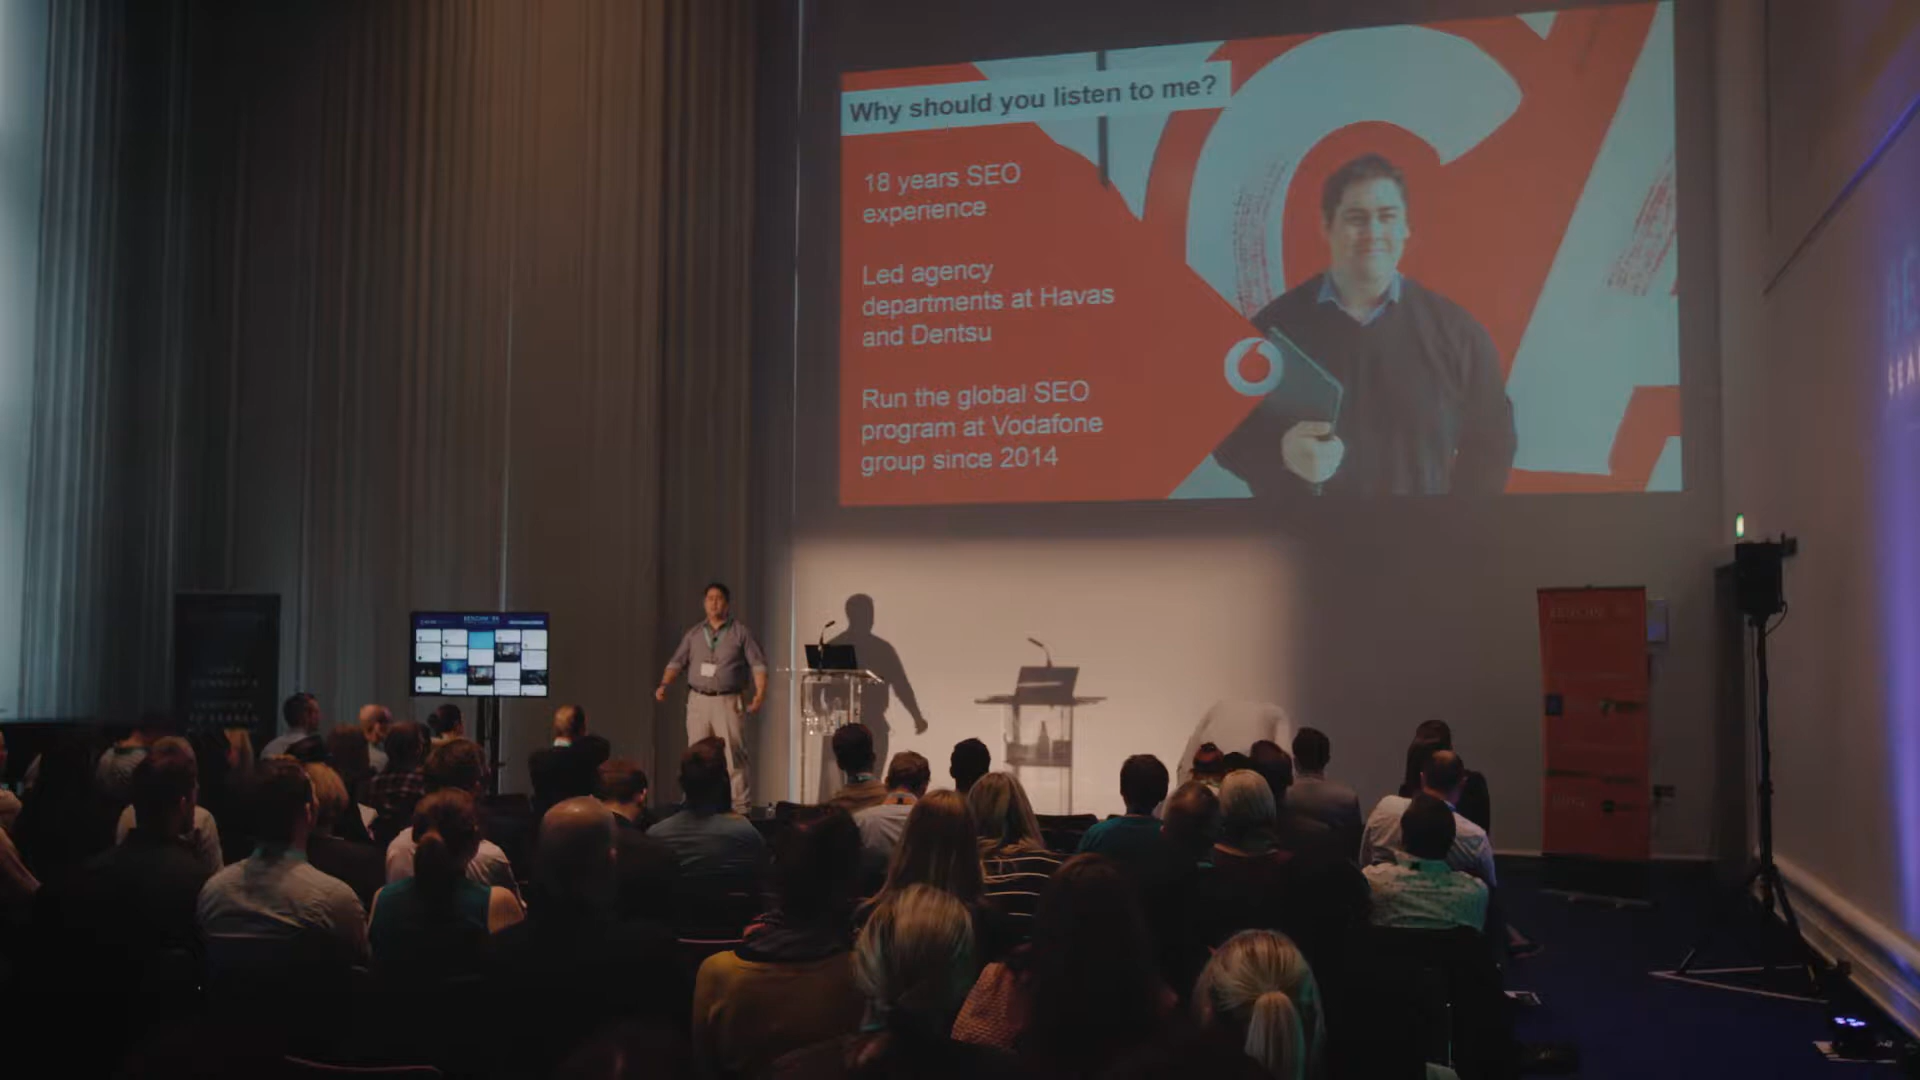 Why should you listen to me?
18 years SEO
experience
Led agency
departments at Havas
and Dentsu
Run the global SEO
program at Vodafone
group since 2014